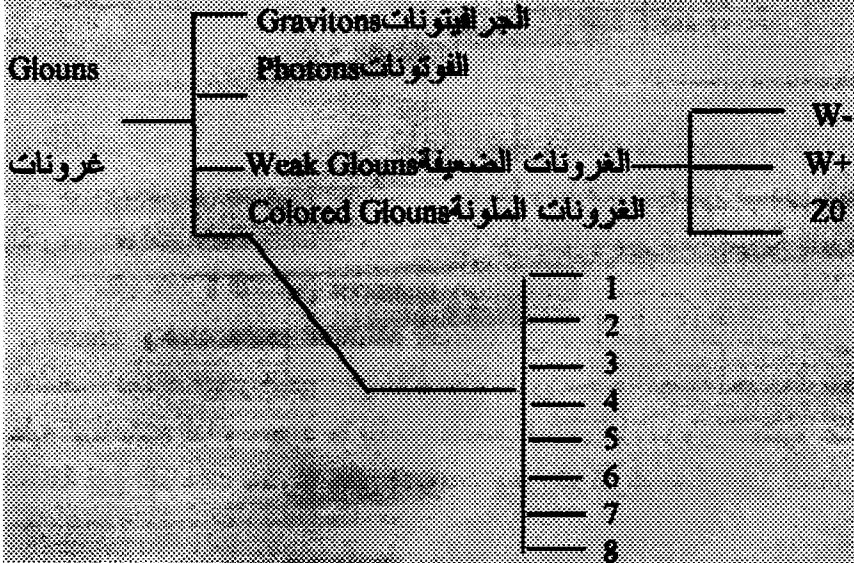 Gravitons الجرافيتونات
Glouns
Photons الفوتونات
W-
غرونات
Weak Glouns الغرونات الضعيفة
W+
Colored Glouns الغرونات الملونة
Z0
1
2
3
4
5
6
7
8